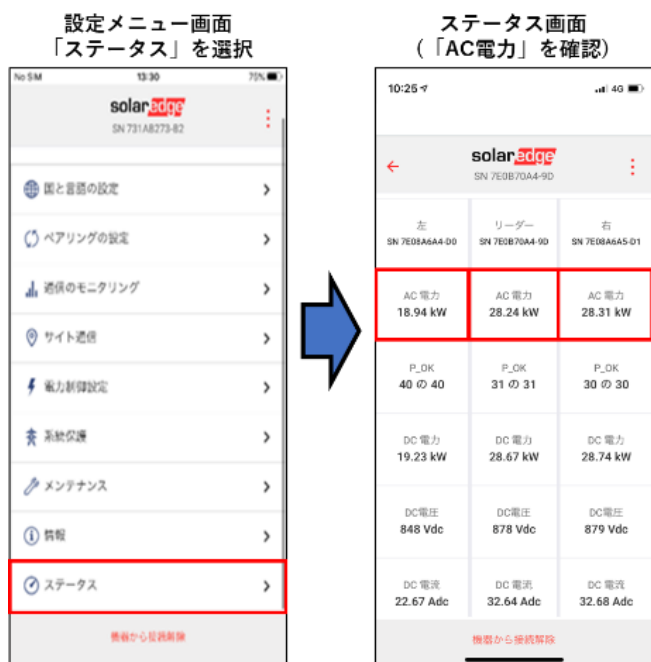 設定メニュー画面
「ステータス」を選択
No SIM 13:30 75%
solaredge
SN 731AB273-B2
国と言語の設定
ペアリングの設定
通信のモニタリング
サイト通信
電力制御設定
系統保護
メンテナンス
情報
ステータス
機器から接続解除
ステータス画面
(「AC電力」を確認)
10:25 4G
solaredge
SN 7E0B70A4-9D
左 リーダー 右
SN 7E08A6A4-D0 SN 7E0B70A4-9D SN 7E08A6A5-D1
AC 電力 AC 電力 AC 電力
18.94 kW 28.24 kW 28.31 kW
P_OK P_OK P_OK
40 の 40 31 の 31 30 の 30
DC 電力 DC 電力 DC 電力
19.23 kW 28.67 kW 28.74 kW
DC電圧 DC電圧 DC電圧
848 Vdc 878 Vdc 879 Vdc
DC 電流 DC 電流 DC 電流
22.67 Adc 32.64 Adc 32.68 Adc
機器から接続解除